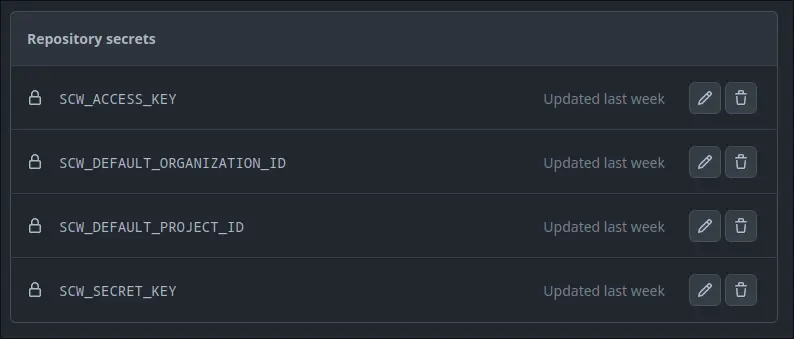 Repository secrets
SCW_ACCESS_KEY Updated last week
SCW_DEFAULT_ORGANIZATION_ID Updated last week
SCW_DEFAULT_PROJECT_ID Updated last week
SCW_SECRET_KEY Updated last week